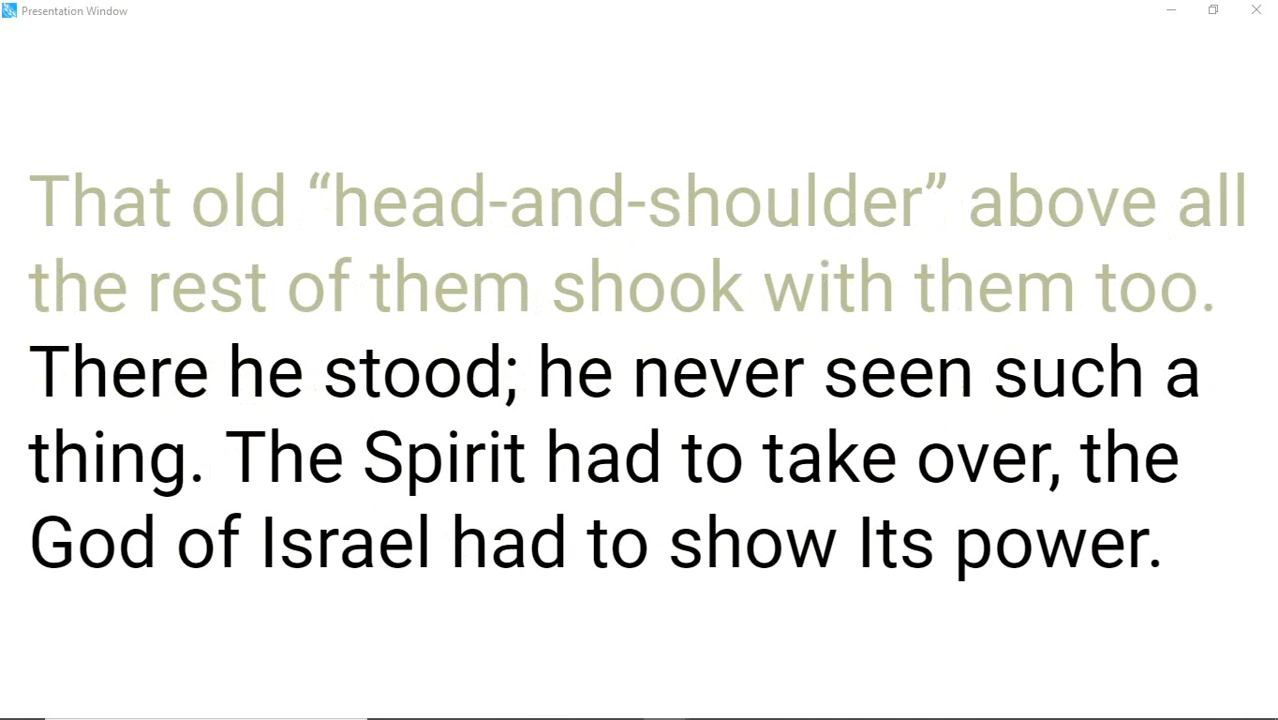 Presentation Window
That old “head-and-shoulder” above all
the rest of them shook with them too.
There he stood; he never seen such a
thing. The Spirit had to take over, the
God of Israel had to show Its power.